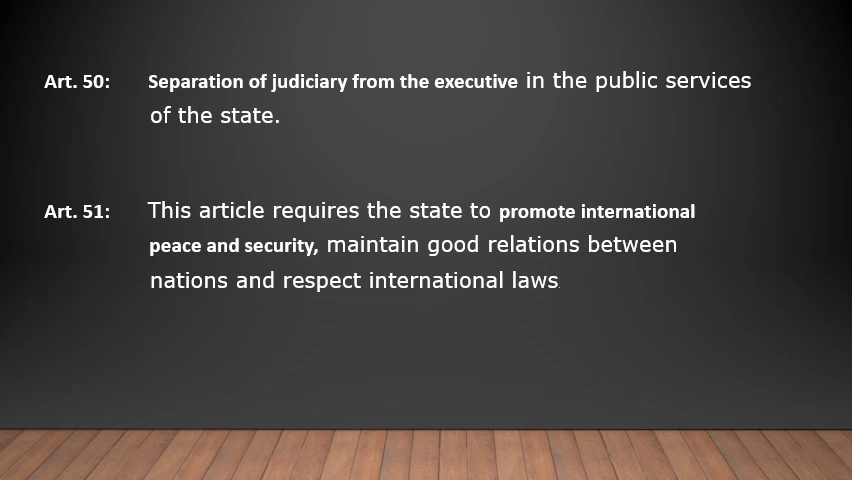 Art. 50: Separation of judiciary from the executive in the public services
of the state.
Art. 51: This article requires the state to promote international
peace and security, maintain good relations between
nations and respect international laws.